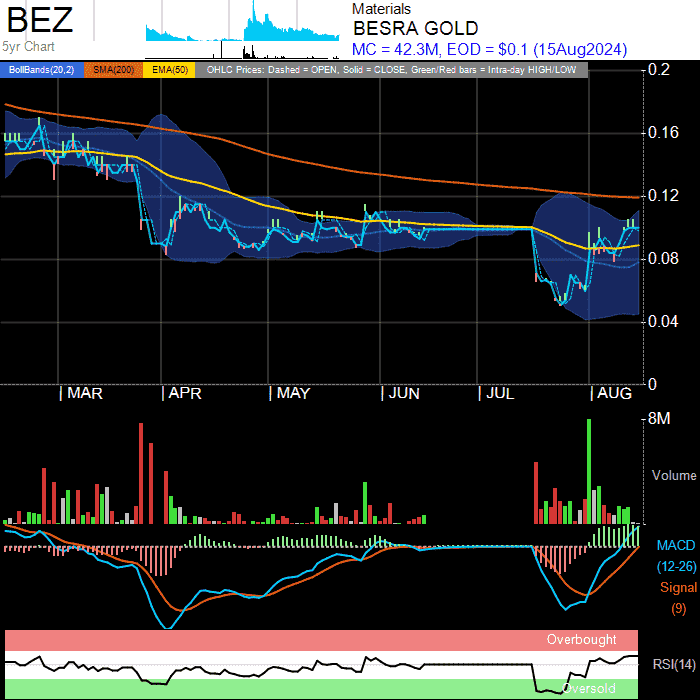 BEZ
5yr Chart
Materials
BESRA GOLD
MC = 42.3M, EOD = $0.1 (15Aug2024)
BollBands(20,2) SMA(200) EMA(50) OHLC Prices: Dashed = OPEN, Solid = CLOSE, Green/Red bars = Intra-day HIGH/LOW
0.2
0.16
0.12
0.08
0.04
0
MAR APR MAY JUN JUL AUG
8M
Volume
MACD
(12-26)
Signal
(9)
Overbought
RSI(14)
Oversold